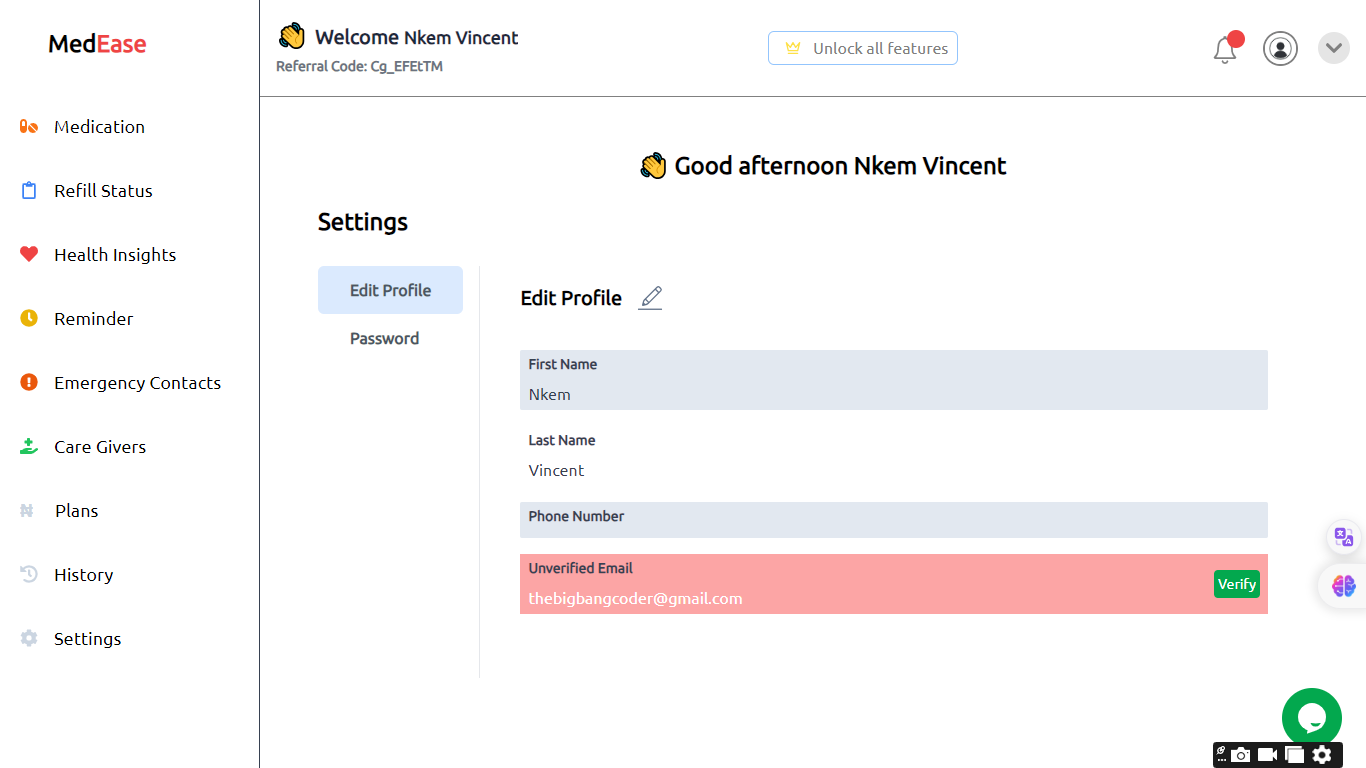 MedEase
Medication
Refill Status
Health Insights
Reminder
Emergency Contacts
Care Givers
₦ Plans
History
Settings
👋 Welcome Nkem Vincent
Referral Code: Cg_EFEtTM
Unlock all features
👋 Good afternoon Nkem Vincent
Settings
Edit Profile
Password
Edit Profile
First Name
Nkem
Last Name
Vincent
Phone Number
Unverified Email
thebigbangcoder@gmail.com
Verify